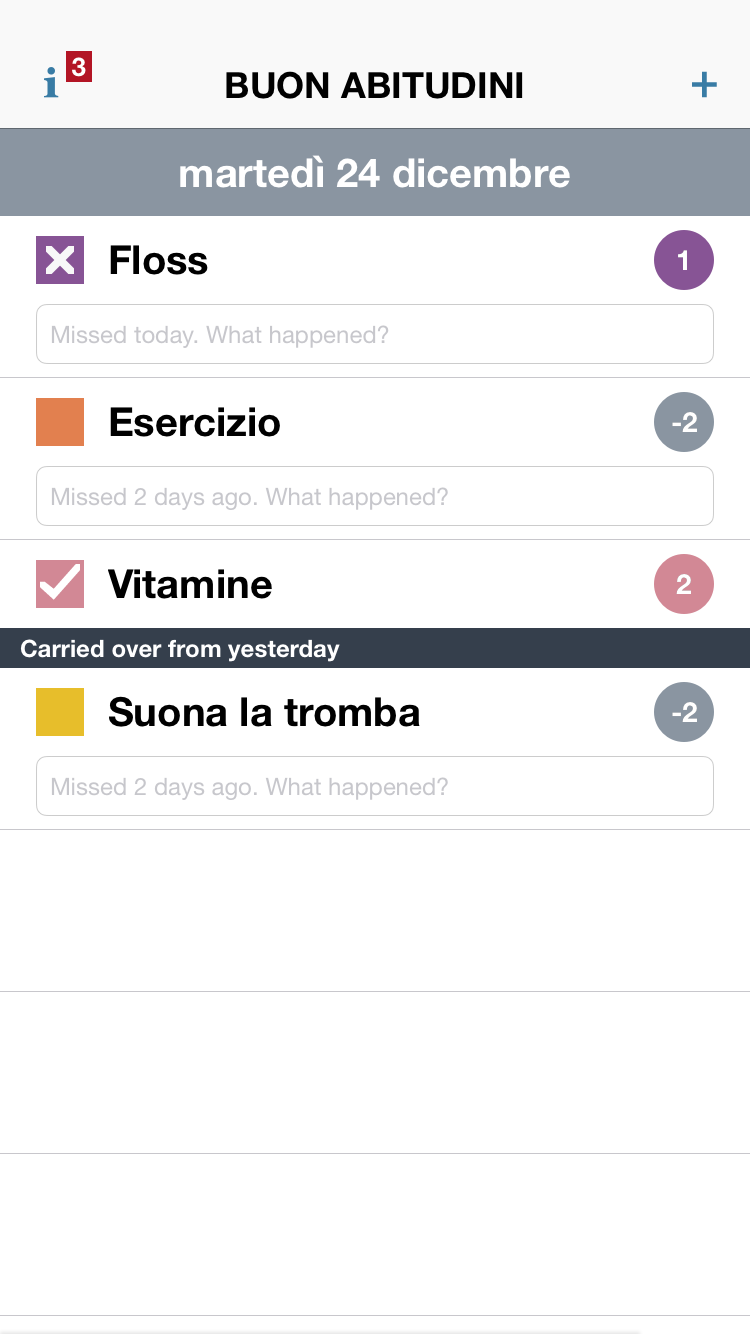 i 3
BUON ABITUDINI
+
martedì 24 dicembre
Floss 1
Missed today. What happened?
Esercizio -2
Missed 2 days ago. What happened?
Vitamine 2
Carried over from yesterday
Suona la tromba -2
Missed 2 days ago. What happened?